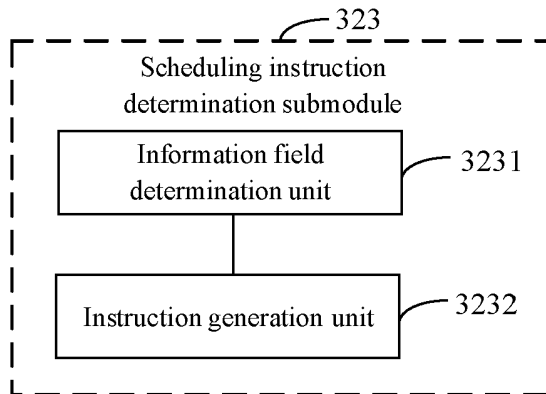 323
Scheduling instruction
determination submodule
Information field
determination unit
3231
Instruction generation unit
3232